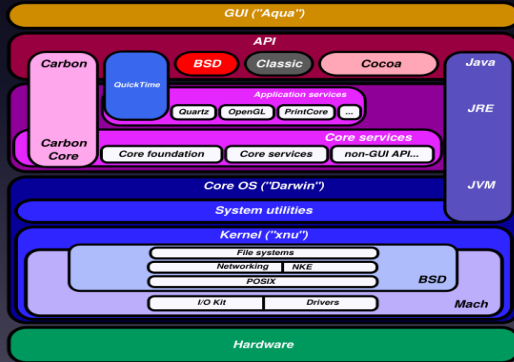 GUI ("Aqua")
API
Carbon
QuickTime
BSD
Classic
Cocoa
Java
Application services
Quartz
OpenGL
PrintCore
...
JRE
Core services
Carbon
Core
Core foundation
Core services
non-GUI API...
Core OS ("Darwin")
JVM
System utilities
Kernel ("xnu")
File systems
Networking
NKE
POSIX
BSD
I/O Kit
Drivers
Mach
Hardware